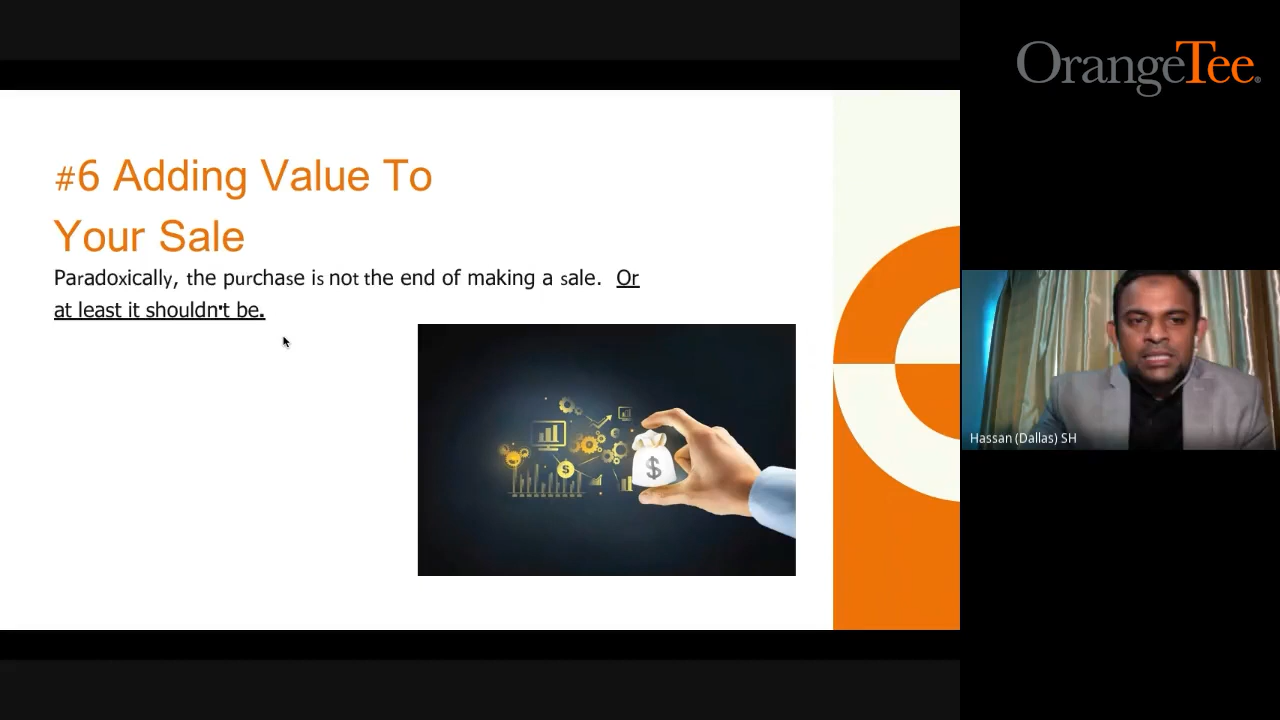 OrangeTee
#6 Adding Value To
Your Sale
Paradoxically, the purchase is not the end of making a sale. Or
at least it shouldn't be.
$
$
Hassan (Dallas) SH